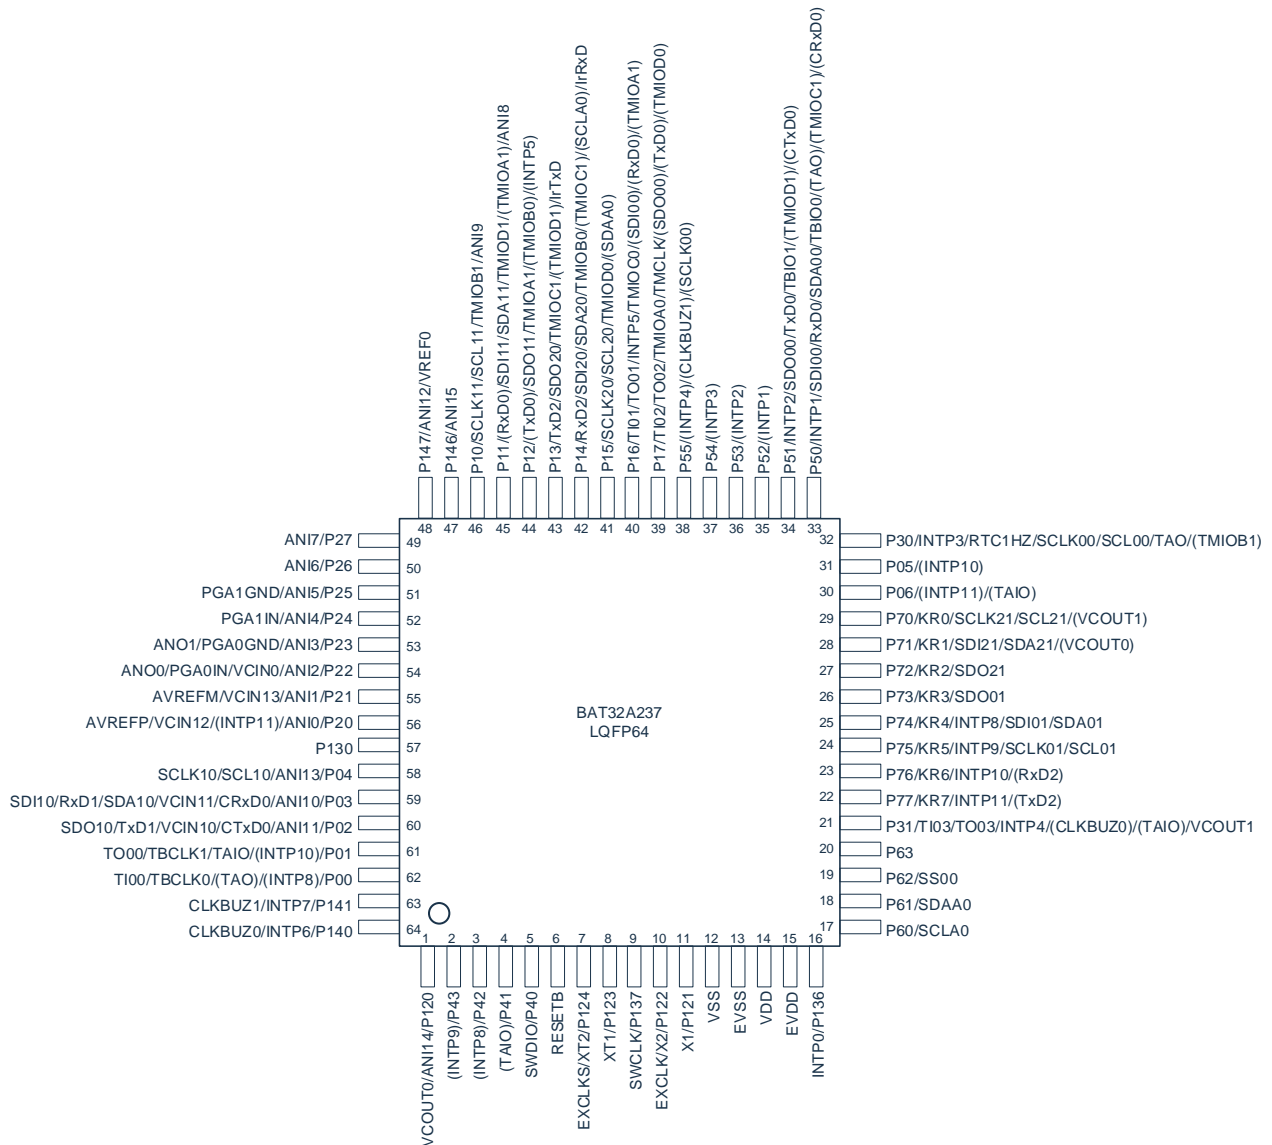 P147/ANI12/VREF0
P146/ANI15
P10/SCLK11/SCL11/TMIOB1/ANI9
P11/(RxD0)/SDI11/SDA11/TMIOD1/(TMIOA1)/ANI8
P12/(TxD0)/SDO11/TMIOA1/(TMIOB0)/(INTP5)
P13/TxD2/SDO20/TMIOC1/(TMIOD1)/IrTxD
P14/RxD2/SDI20/SDA20/TMIOB0/(TMIOC1)/(SCLA0)/IrRxD
P15/SCLK20/SCL20/TMIOD0/(SDAA0)
P16/TI01/TO01/INTP5/TMIOC0/(SDI00)/(RxD0)/(TMIOA1)
P17/TI02/TO02/TMIOA0/TMCLK/(SDO00)/(TxD0)/(TMIOD0)
P55/(INTP4)/(CLKBUZ1)/(SCLK00)
P54/(INTP3)
P53/(INTP2)
P52/(INTP1)
P51/INTP2/SDO00/TxD0/TBIO1/(TMIOD1)/(CTxD0)
P50/INTP1/SDI00/RxD0/SDA00/TBIO0/(TAO)/(TMIOC1)/(CRxD0)
48 47 46 45 44 43 42 41 40 39 38 37 36 35 34 33
ANI7/P27 49
ANI6/P26 50
PGA1GND/ANI5/P25 51
PGA1IN/ANI4/P24 52
ANO1/PGA0GND/ANI3/P23 53
ANO0/PGA0IN/VCIN0/ANI2/P22 54
AVREFM/VCIN13/ANI1/P21 55
AVREFP/VCIN12/(INTP11)/ANI0/P20 56
P130 57
SCLK10/SCL10/ANI13/P04 58
SDI10/RxD1/SDA10/VCIN11/CRxD0/ANI10/P03 59
SDO10/TxD1/VCIN10/CTxD0/ANI11/P02 60
TO00/TBCLK1/TAIO/(INTP10)/P01 61
TI00/TBCLK0/(TAO)/(INTP8)/P00 62
CLKBUZ1/INTP7/P141 63
CLKBUZ0/INTP6/P140 64
BAT32A237
LQFP64
32 P30/INTP3/RTC1HZ/SCLK00/SCL00/TAO/(TMIOB1)
31 P05/(INTP10)
30 P06/(INTP11)/(TAIO)
29 P70/KR0/SCLK21/SCL21/(VCOUT1)
28 P71/KR1/SDI21/SDA21/(VCOUT0)
27 P72/KR2/SDO21
26 P73/KR3/SDO01
25 P74/KR4/INTP8/SDI01/SDA01
24 P75/KR5/INTP9/SCLK01/SCL01
23 P76/KR6/INTP10/(RxD2)
22 P77/KR7/INTP11/(TxD2)
21 P31/TI03/TO03/INTP4/(CLKBUZ0)/(TAIO)/VCOUT1
20 P63
19 P62/SS00
18 P61/SDAA0
17 P60/SCLA0
1 2 3 4 5 6 7 8 9 10 11 12 13 14 15 16
VCOUT0/ANI14/P120
(INTP9)/P43
(INTP8)/P42
(TAIO)/P41
SWDIO/P40
RESETB
EXCLKS/XT2/P124
XT1/P123
SWCLK/P137
EXCLK/X2/P122
X1/P121
VSS
EVSS
VDD
EVDD
INTP0/P136